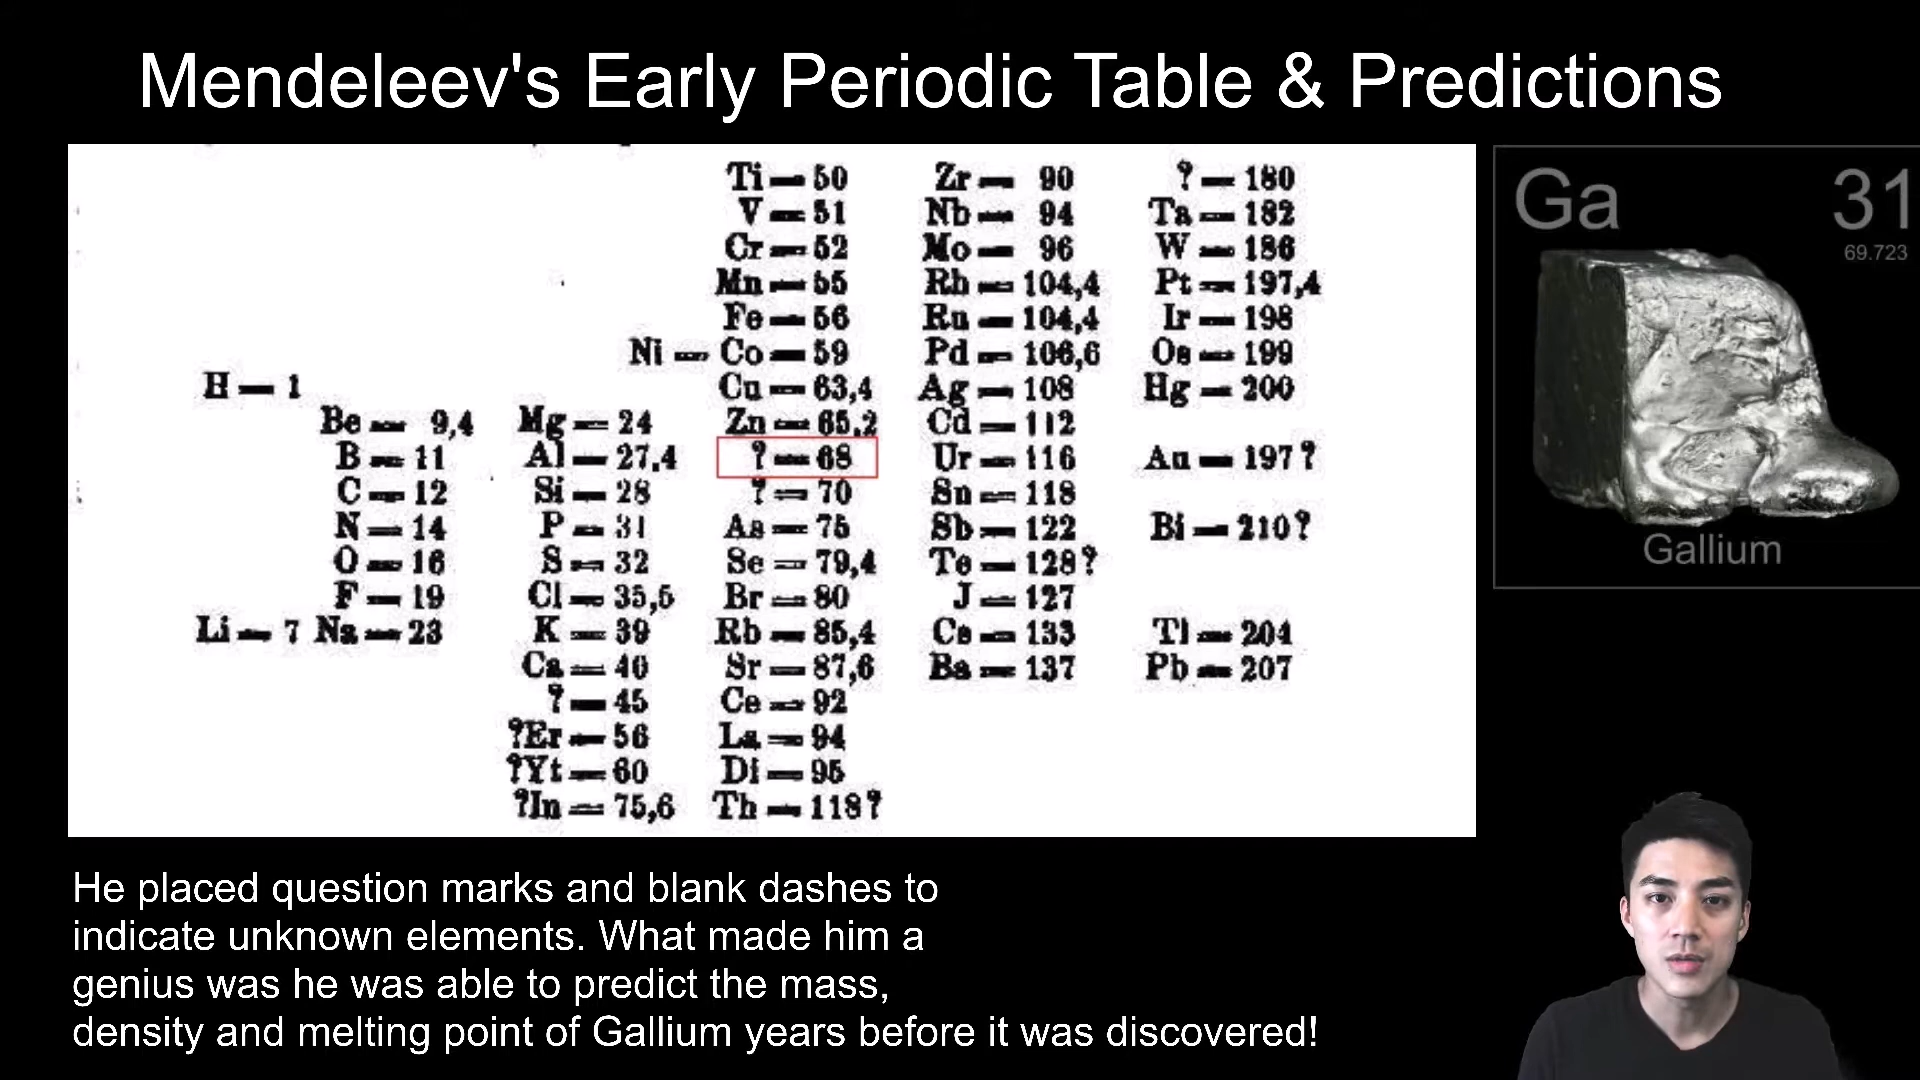 Mendeleev's Early Periodic Table & Predictions
Ti — 50 Zr — 90 ? — 180
V — 51 Nb — 94 Ta — 182
Cr — 52 Mo — 96 W — 186
Mn — 55 Rh — 104,4 Pt — 197,4
Fe — 56 Ru — 104,4 Ir — 198
Ni — Co — 59 Pd — 106,6 Os — 199
H — 1 Cu — 63,4 Ag — 108 Hg — 200
Be — 9,4 Mg — 24 Zn — 65,2 Cd — 112
B — 11 Al — 27,4 ? — 68 Ur — 116 Au — 197?
C — 12 Si — 28 ? — 70 Sn — 118
N — 14 P — 31 As — 75 Sb — 122 Bi — 210?
O — 16 S — 32 Se — 79,4 Te — 128?
F — 19 Cl — 35,5 Br — 80 J — 127
Li — 7 Na — 23 K — 39 Rb — 85,4 Cs — 133 Tl — 204
Ca — 40 Sr — 87,6 Ba — 137 Pb — 207
? — 45 Ce — 92
?Er — 56 La — 94
?Yt — 60 Di — 95
?In — 75,6 Th — 118?
Ga 31
69.723
Gallium
He placed question marks and blank dashes to
indicate unknown elements. What made him a
genius was he was able to predict the mass,
density and melting point of Gallium years before it was discovered!